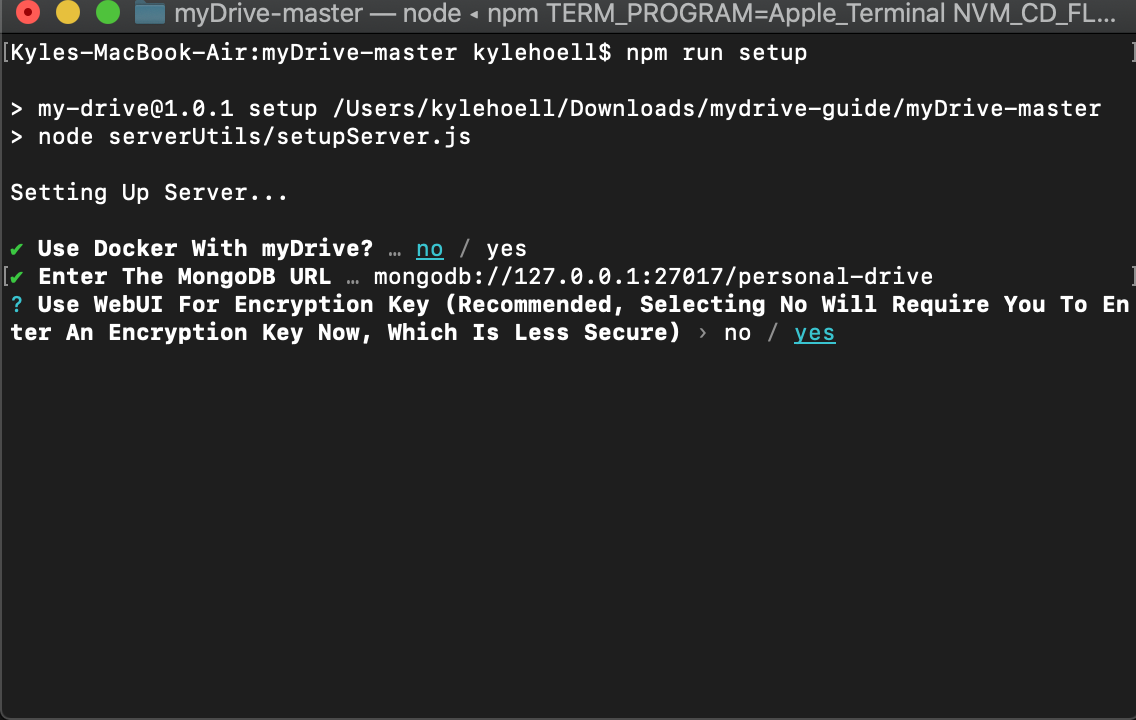 myDrive-master — node ◂ npm TERM_PROGRAM=Apple_Terminal NVM_CD_FL...
[Kyles-MacBook-Air:myDrive-master kylehoell$ npm run setup ]
> my-drive@1.0.1 setup /Users/kylehoell/Downloads/mydrive-guide/myDrive-master
> node serverUtils/setupServer.js
Setting Up Server...
✔ Use Docker With myDrive? … no / yes
[✔ Enter The MongoDB URL … mongodb://127.0.0.1:27017/personal-drive ]
? Use WebUI For Encryption Key (Recommended, Selecting No Will Require You To En
ter An Encryption Key Now, Which Is Less Secure) › no / yes